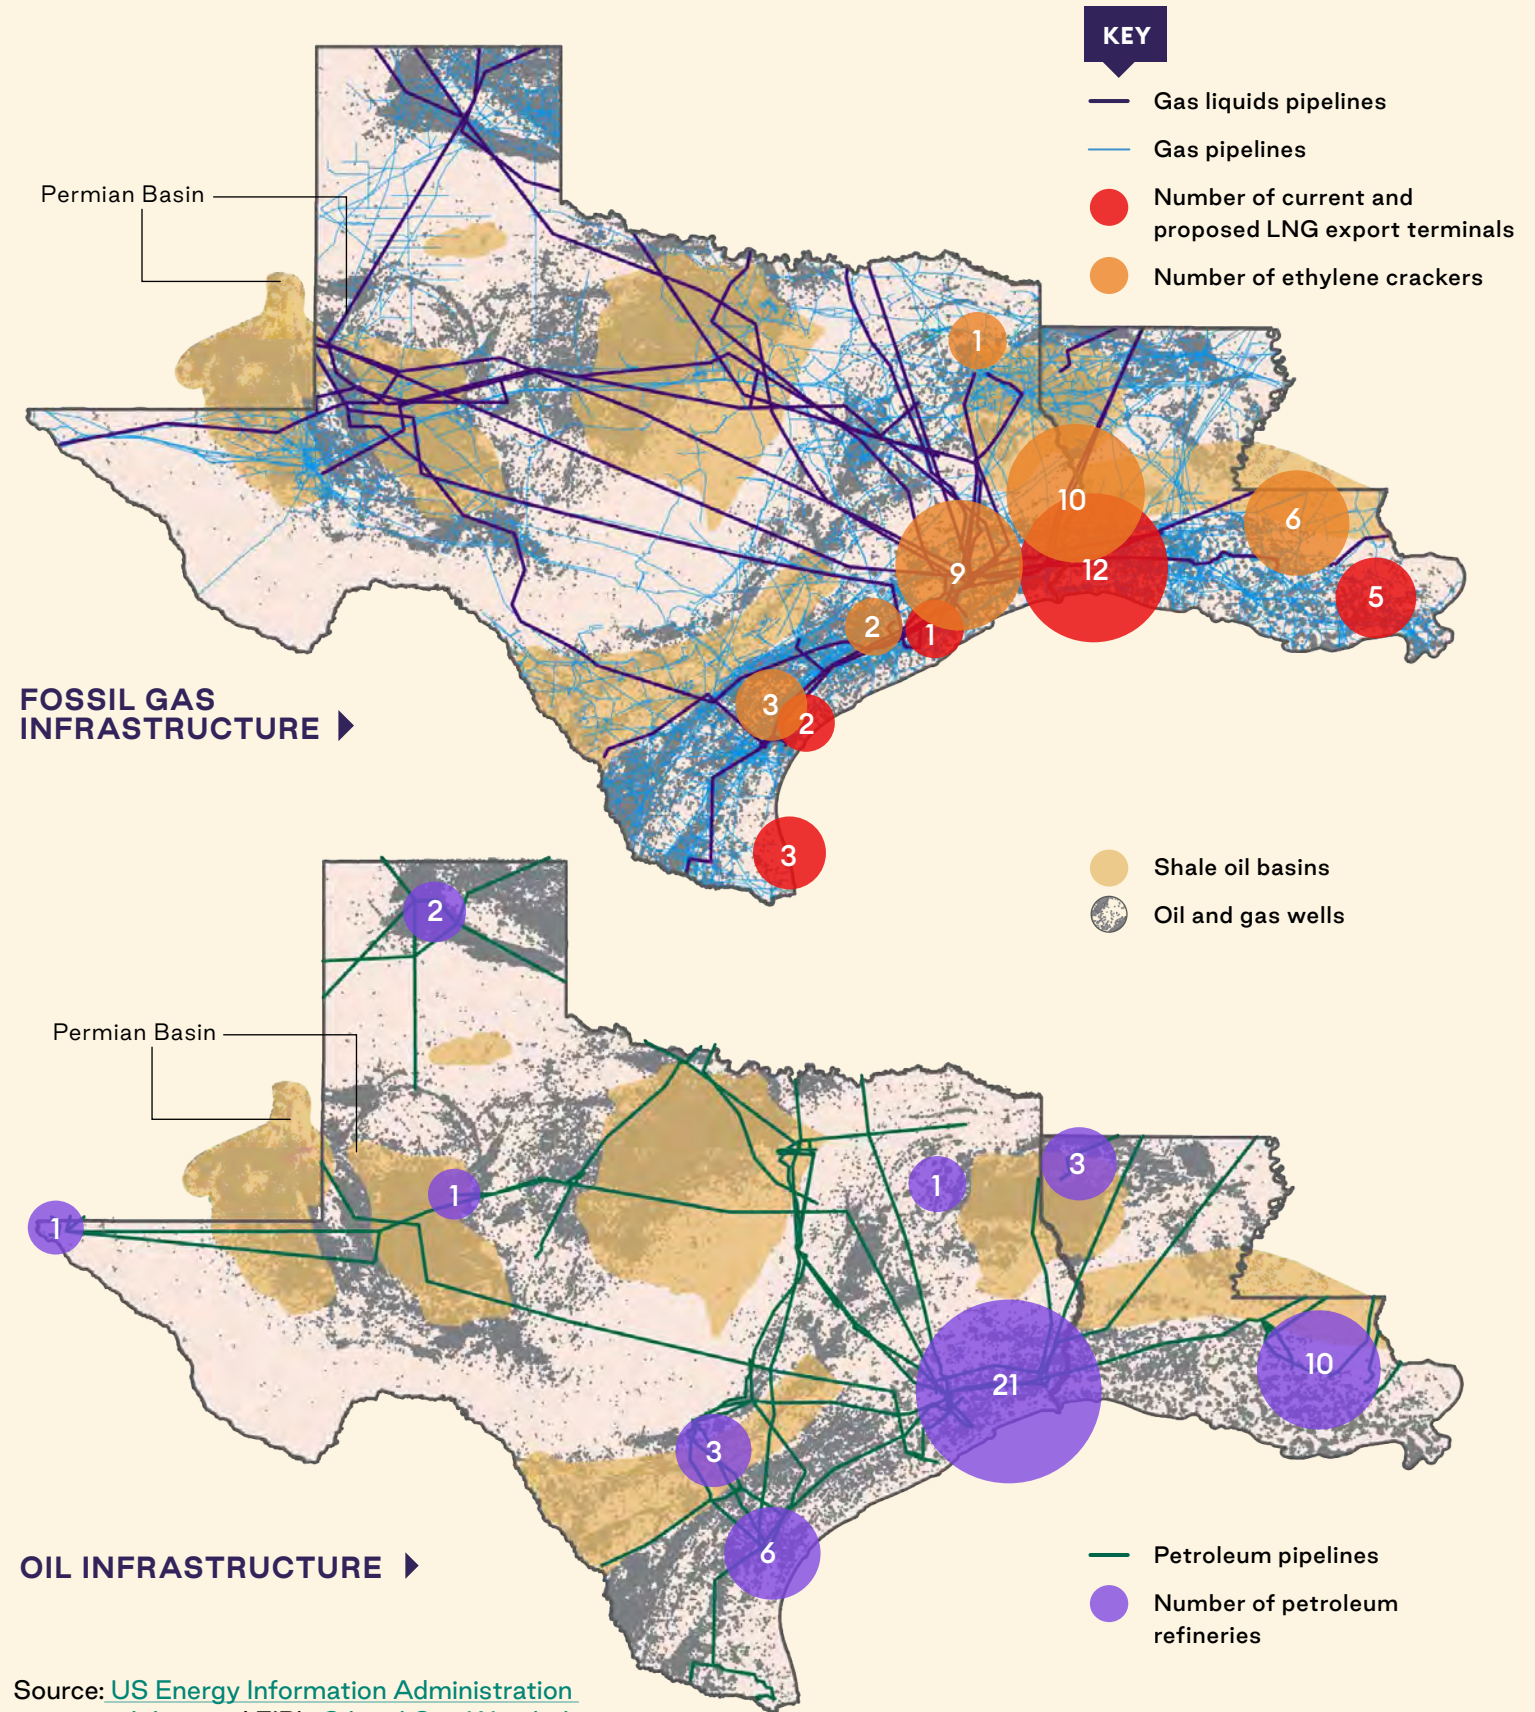 KEY
Gas liquids pipelines
Gas pipelines
Number of current and
proposed LNG export terminals
Number of ethylene crackers
Permian Basin
1
10
6
9
12
5
2
1
3
2
3
FOSSIL GAS
INFRASTRUCTURE
Shale oil basins
Oil and gas wells
2
Permian Basin
3
1
1
1
21
10
3
6
OIL INFRASTRUCTURE
Petroleum pipelines
Number of petroleum
refineries
Source: US Energy Information Administration